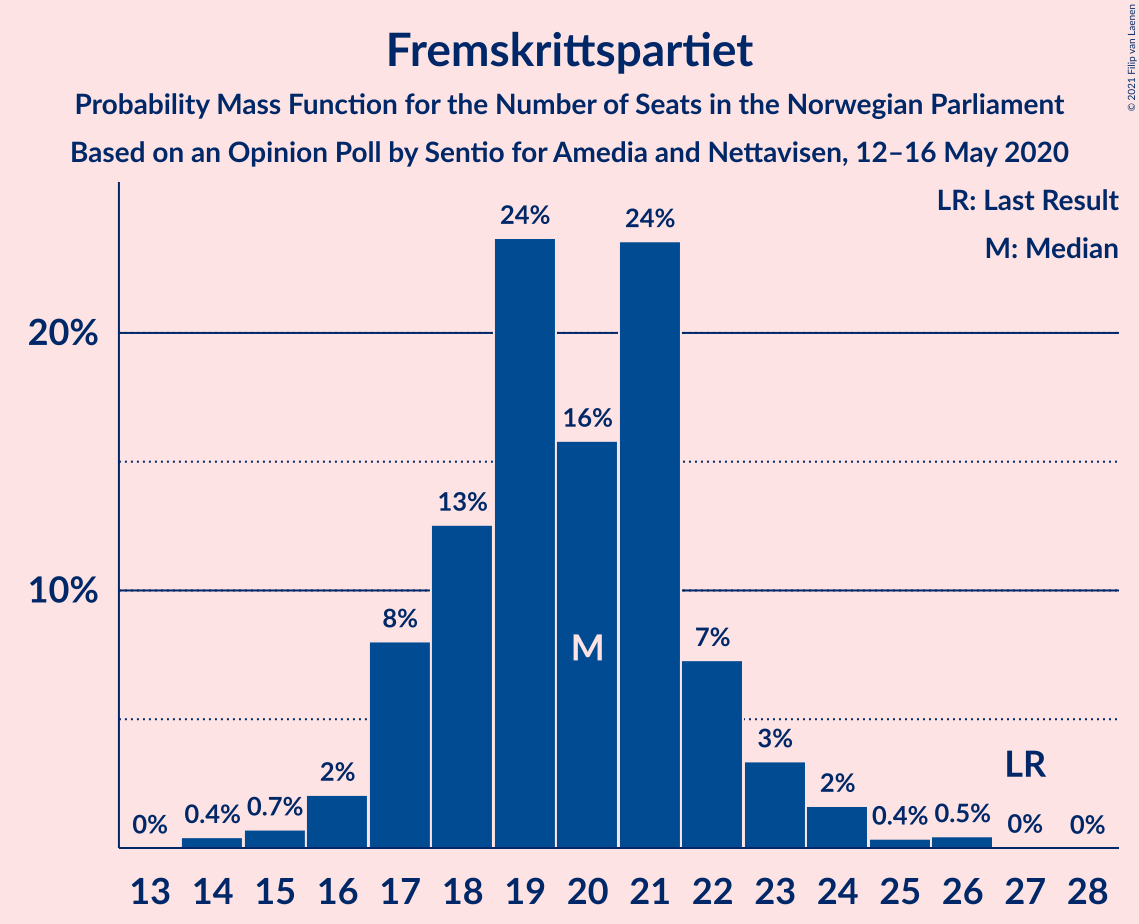 Fremskrittspartiet
Probability Mass Function for the Number of Seats in the Norwegian Parliament
Based on an Opinion Poll by Sentio for Amedia and Nettavisen, 12–16 May 2020
© 2021 Filip van Laenen
LR: Last Result
M: Median
20%
10%
0%
0.4%
0.7%
2%
8%
13%
24%
16%
24%
7%
3%
2%
0.4%
0.5%
0%
0%
M
LR
13 14 15 16 17 18 19 20 21 22 23 24 25 26 27 28